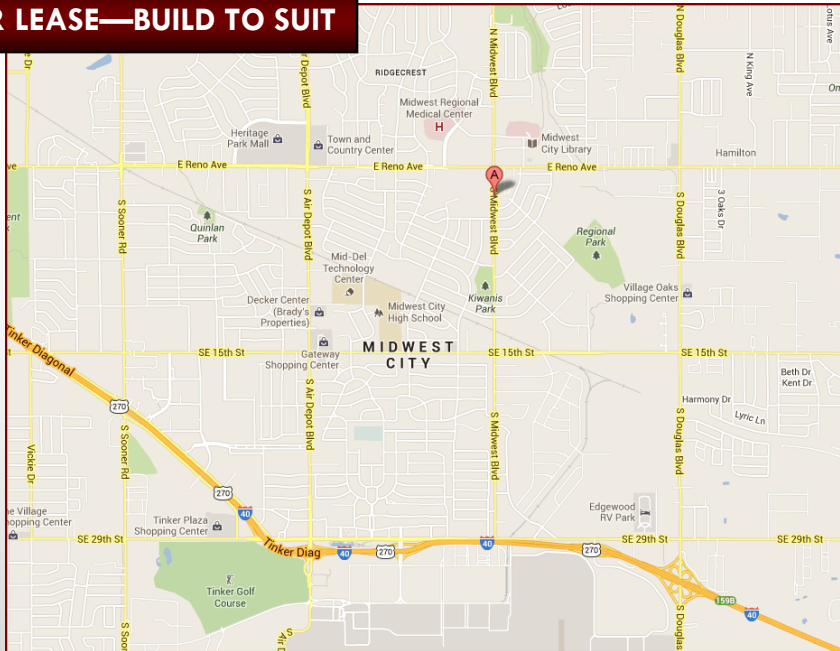 R LEASE—BUILD TO SUIT
N Midwest Blvd
N Douglas Blvd
N King Ave
RIDGECREST
Midwest Regional
Medical Center
H
Heritage
Park Mall
Town and
Country Center
Midwest
City Library
Hamilton
E Reno Ave
E Reno Ave
E Reno Ave
A
S Sooner Rd
S Air Depot Blvd
S Midwest Blvd
S Douglas Blvd
3 Oaks Dr
Quinlan
Park
Regional
Park
Mid-Del
Technology
Center
Village Oaks
Shopping Center
Decker Center
(Brady's
Properties)
Midwest City
High School
Kiwanis
Park
Tinker Diagonal
SE 15th St
Gateway
Shopping Center
MIDWEST
CITY
SE 15th St
SE 15th St
Beth Dr
Kent Dr
270
Harmony Dr
Lyric Ln
S Air Depot Blvd
S Midwest Blvd
S Douglas Blvd
Vickie Dr
S Sooner Rd
270
40
Tinker Plaza
Shopping Center
Edgewood
RV Park
SE 29th St
Tinker Diag
40
270
40
270
SE 29th St
SE 29th St
Tinker Golf
Course
159B
40
S Douglas